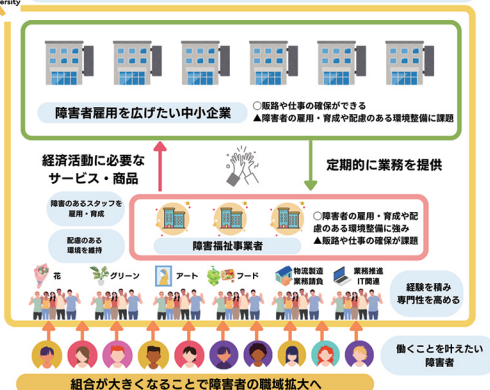 ersity
障害者雇用を広げたい中小企業
○販路や仕事の確保ができる
▲障害者の雇用・育成や配慮のある環境整備に課題
経済活動に必要な
サービス・商品
定期的に業務を提供
障害のあるスタッフを
雇用・育成
配慮のある
環境を維持
障害福祉事業者
○障害者の雇用・育成や配
慮のある環境整備に強み
▲販路や仕事の確保が課題
花
グリーン
アート
フード
物流製造
業務請負
業務推進
IT関連
経験を積み
専門性を高める
働くことを叶えたい
障害者
組合が大きくなることで障害者の職域拡大へ